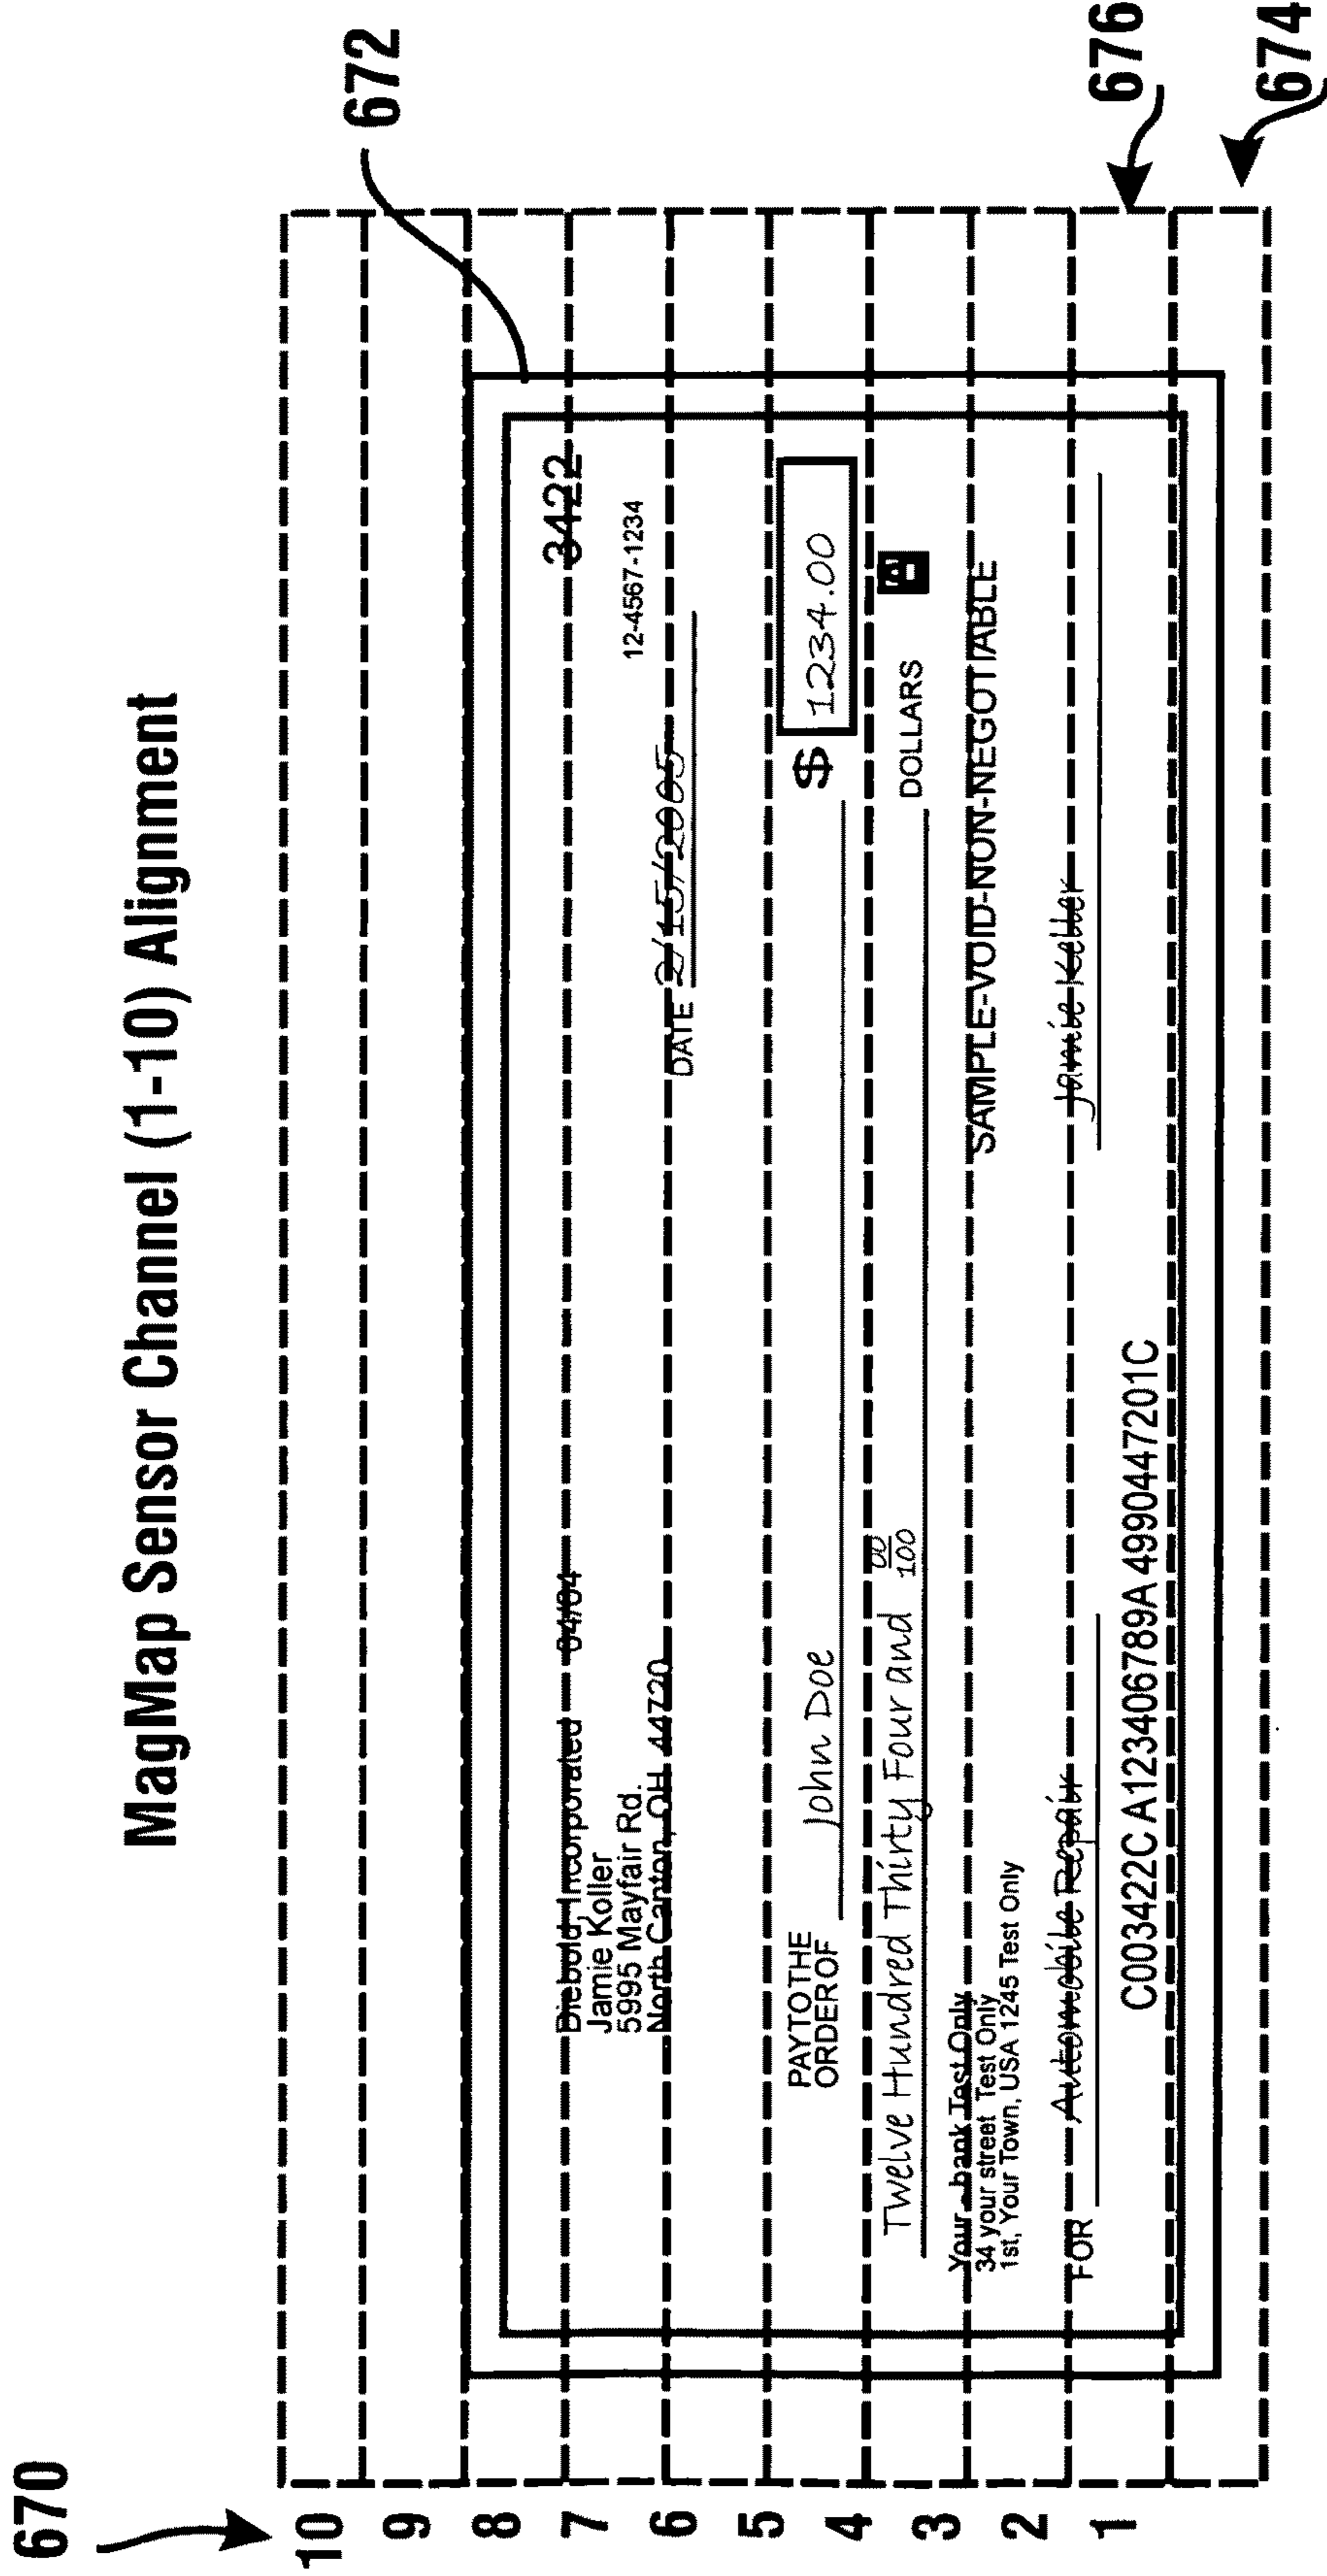 MagMap Sensor Channel (1-10) Alignment
670
672
10
9
8
7
6
5
4
3
2
1
3422
Diebold, Incorporated 04/04
Jamie Koller
5995 Mayfair Rd.
North Canton, OH 44720
12-4567-1234
DATE 2/15/2005
PAY TO THE
ORDER OF John Doe $ 1234.00
Twelve Hundred Thirty Four and 00/100 DOLLARS
Your bank Test Only
34 your street Test Only
1st, Your Town, USA 1245 Test Only
SAMPLE-VOID-NON-NEGOTIABLE
FOR Automobile Repair Jamie Keller
C003422C A123406789A 4990447201C
676
674